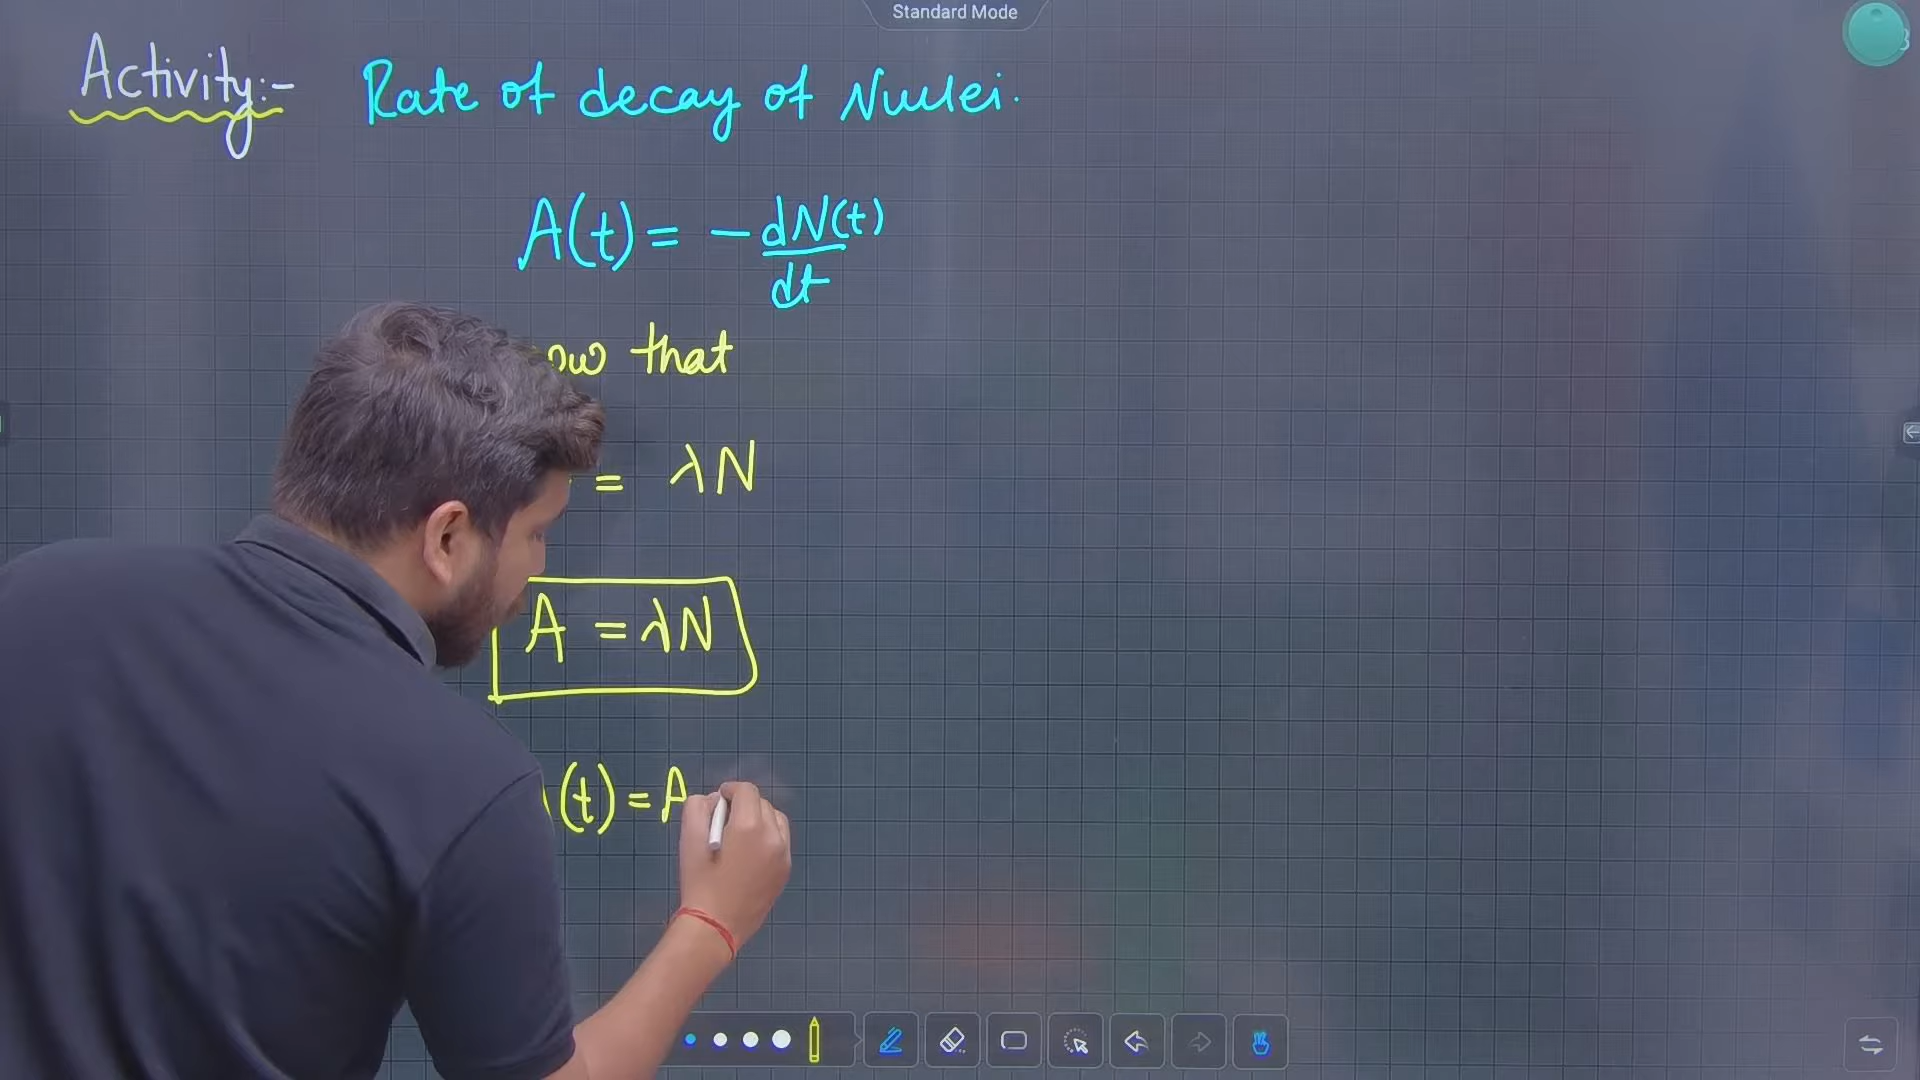 Standard Mode
Activity:- Rate of decay of Nuclei.
A(t) = - dN(t)
dt
that
= λN
A = λN
(t) = A